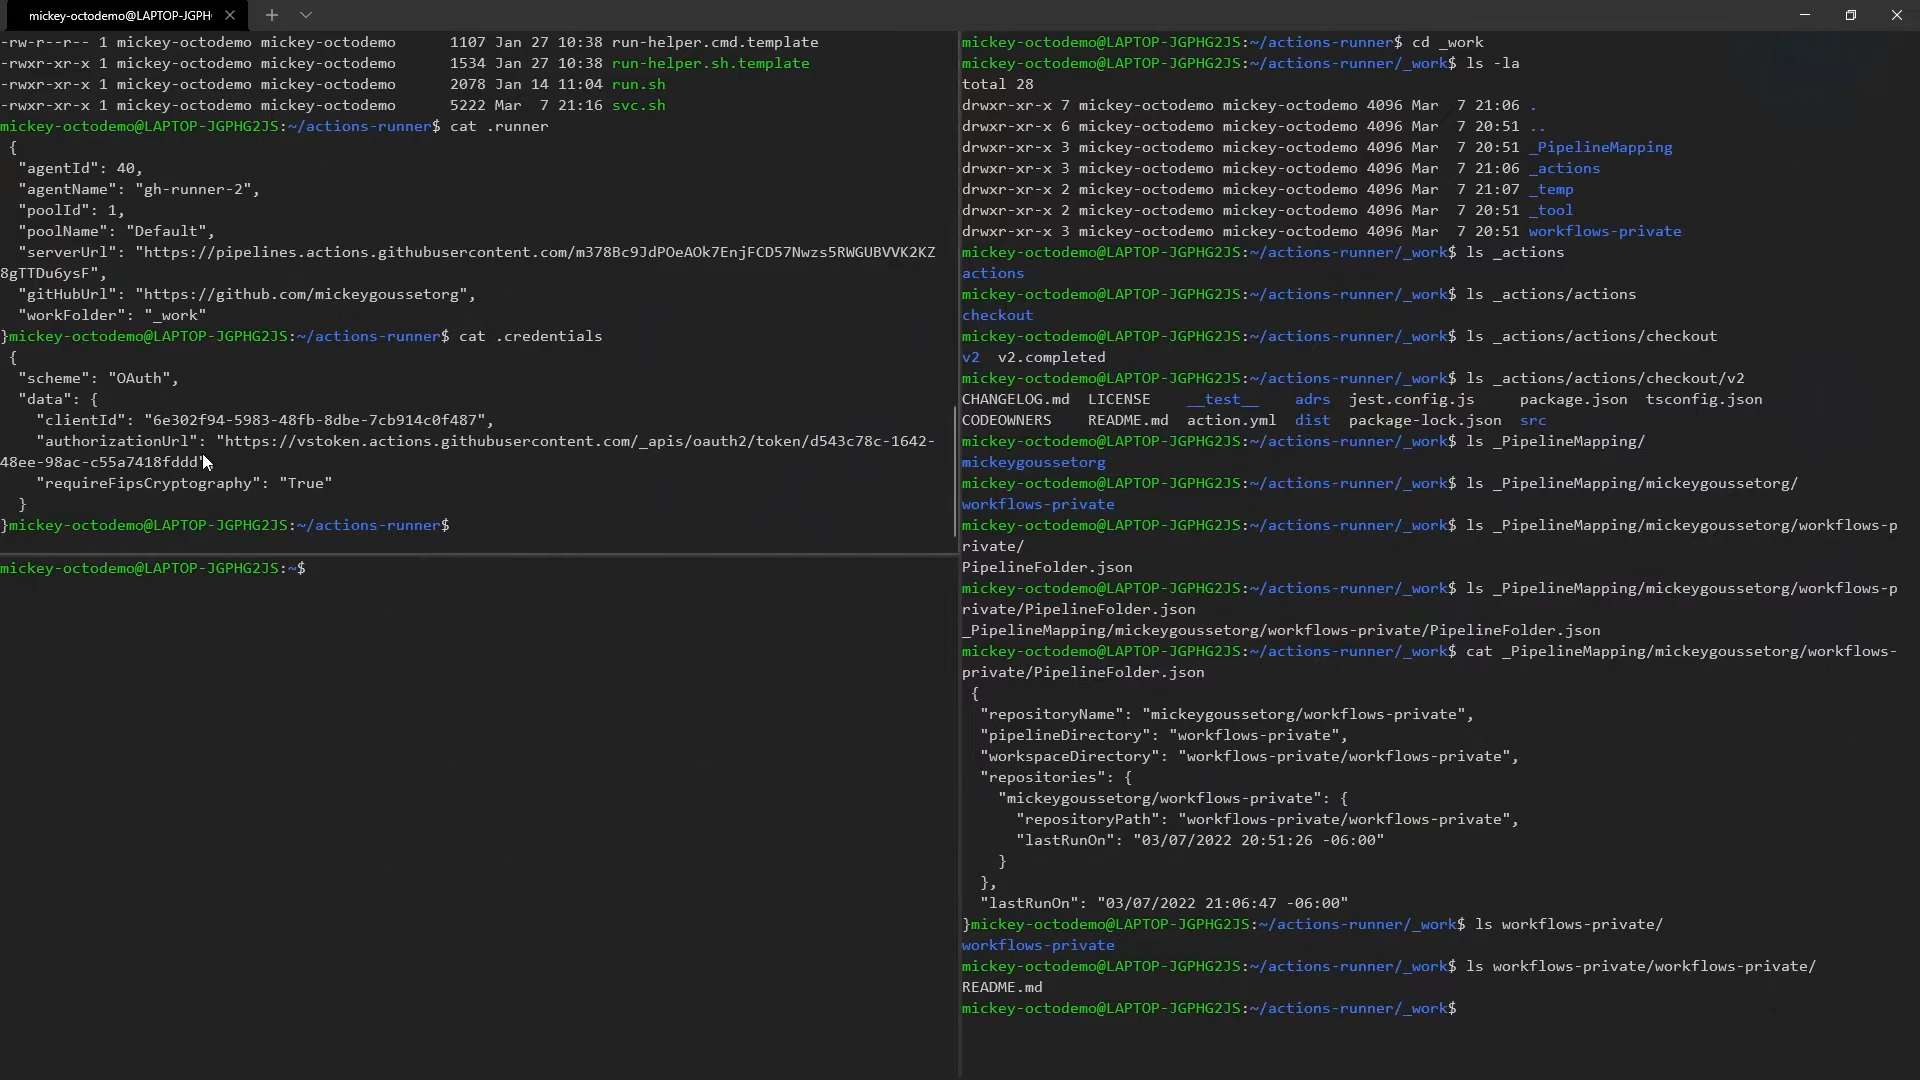 mickey-octodemo@LAPTOP-JGPH
-rw-r--r-- 1 mickey-octodemo mickey-octodemo      1107 Jan 27 10:38 run-helper.cmd.template
-rwxr-xr-x 1 mickey-octodemo mickey-octodemo      1534 Jan 27 10:38 run-helper.sh.template
-rwxr-xr-x 1 mickey-octodemo mickey-octodemo      2078 Jan 14 11:04 run.sh
-rwxr-xr-x 1 mickey-octodemo mickey-octodemo      5222 Mar  7 21:16 svc.sh
mickey-octodemo@LAPTOP-JGPHG2JS:~/actions-runner$ cat .runner
{
  "agentId": 40,
  "agentName": "gh-runner-2",
  "poolId": 1,
  "poolName": "Default",
  "serverUrl": "https://pipelines.actions.githubusercontent.com/m378Bc9JdPOeAOk7EnjFCD57Nwzs5RWGUBVVK2KZ
8gTTDu6ysF",
  "gitHubUrl": "https://github.com/mickeygoussetorg",
  "workFolder": "_work"
}mickey-octodemo@LAPTOP-JGPHG2JS:~/actions-runner$ cat .credentials
{
  "scheme": "OAuth",
  "data": {
    "clientId": "6e302f94-5983-48fb-8dbe-7cb914c0f487",
    "authorizationUrl": "https://vstoken.actions.githubusercontent.com/_apis/oauth2/token/d543c78c-1642-
48ee-98ac-c55a7418fddd"
    "requireFipsCryptography": "True"
  }
}mickey-octodemo@LAPTOP-JGPHG2JS:~/actions-runner$
mickey-octodemo@LAPTOP-JGPHG2JS:~$
mickey-octodemo@LAPTOP-JGPHG2JS:~/actions-runner$ cd _work
mickey-octodemo@LAPTOP-JGPHG2JS:~/actions-runner/_work$ ls -la
total 28
drwxr-xr-x 7 mickey-octodemo mickey-octodemo 4096 Mar  7 21:06 .
drwxr-xr-x 6 mickey-octodemo mickey-octodemo 4096 Mar  7 20:51 ..
drwxr-xr-x 3 mickey-octodemo mickey-octodemo 4096 Mar  7 20:51 _PipelineMapping
drwxr-xr-x 3 mickey-octodemo mickey-octodemo 4096 Mar  7 21:06 _actions
drwxr-xr-x 2 mickey-octodemo mickey-octodemo 4096 Mar  7 21:07 _temp
drwxr-xr-x 2 mickey-octodemo mickey-octodemo 4096 Mar  7 20:51 _tool
drwxr-xr-x 3 mickey-octodemo mickey-octodemo 4096 Mar  7 20:51 workflows-private
mickey-octodemo@LAPTOP-JGPHG2JS:~/actions-runner/_work$ ls _actions
actions
mickey-octodemo@LAPTOP-JGPHG2JS:~/actions-runner/_work$ ls _actions/actions
checkout
mickey-octodemo@LAPTOP-JGPHG2JS:~/actions-runner/_work$ ls _actions/actions/checkout
v2  v2.completed
mickey-octodemo@LAPTOP-JGPHG2JS:~/actions-runner/_work$ ls _actions/actions/checkout/v2
CHANGELOG.md  LICENSE    __test__    adrs  jest.config.js     package.json  tsconfig.json
CODEOWNERS    README.md  action.yml  dist  package-lock.json  src
mickey-octodemo@LAPTOP-JGPHG2JS:~/actions-runner/_work$ ls _PipelineMapping/
mickeygoussetorg
mickey-octodemo@LAPTOP-JGPHG2JS:~/actions-runner/_work$ ls _PipelineMapping/mickeygoussetorg/
workflows-private
mickey-octodemo@LAPTOP-JGPHG2JS:~/actions-runner/_work$ ls _PipelineMapping/mickeygoussetorg/workflows-p
rivate/
PipelineFolder.json
mickey-octodemo@LAPTOP-JGPHG2JS:~/actions-runner/_work$ ls _PipelineMapping/mickeygoussetorg/workflows-p
rivate/PipelineFolder.json
_PipelineMapping/mickeygoussetorg/workflows-private/PipelineFolder.json
mickey-octodemo@LAPTOP-JGPHG2JS:~/actions-runner/_work$ cat _PipelineMapping/mickeygoussetorg/workflows-
private/PipelineFolder.json
{
  "repositoryName": "mickeygoussetorg/workflows-private",
  "pipelineDirectory": "workflows-private",
  "workspaceDirectory": "workflows-private/workflows-private",
  "repositories": {
    "mickeygoussetorg/workflows-private": {
      "repositoryPath": "workflows-private/workflows-private",
      "lastRunOn": "03/07/2022 20:51:26 -06:00"
    }
  },
  "lastRunOn": "03/07/2022 21:06:47 -06:00"
}mickey-octodemo@LAPTOP-JGPHG2JS:~/actions-runner/_work$ ls workflows-private/
workflows-private
mickey-octodemo@LAPTOP-JGPHG2JS:~/actions-runner/_work$ ls workflows-private/workflows-private/
README.md
mickey-octodemo@LAPTOP-JGPHG2JS:~/actions-runner/_work$